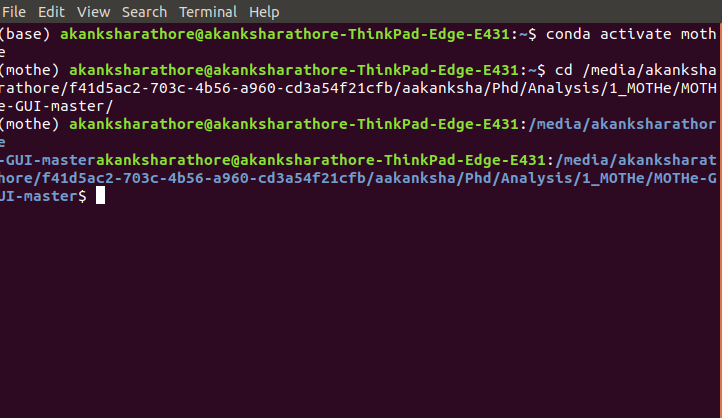 File Edit View Search Terminal Help
(base) akanksharathore@akanksharathore-ThinkPad-Edge-E431:~$ conda activate moth
e
(mothe) akanksharathore@akanksharathore-ThinkPad-Edge-E431:~$ cd /media/akanksha
rathore/f41d5ac2-703c-4b56-a960-cd3a54f21cfb/aakanksha/Phd/Analysis/1_MOTHe/MOTH
e-GUI-master/
(mothe) akanksharathore@akanksharathore-ThinkPad-Edge-E431:/media/akanksharathor
e
-GUI-masterakanksharathore@akanksharathore-ThinkPad-Edge-E431:/media/akanksharat
hore/f41d5ac2-703c-4b56-a960-cd3a54f21cfb/aakanksha/Phd/Analysis/1_MOTHe/MOTHe-G
UI-master$